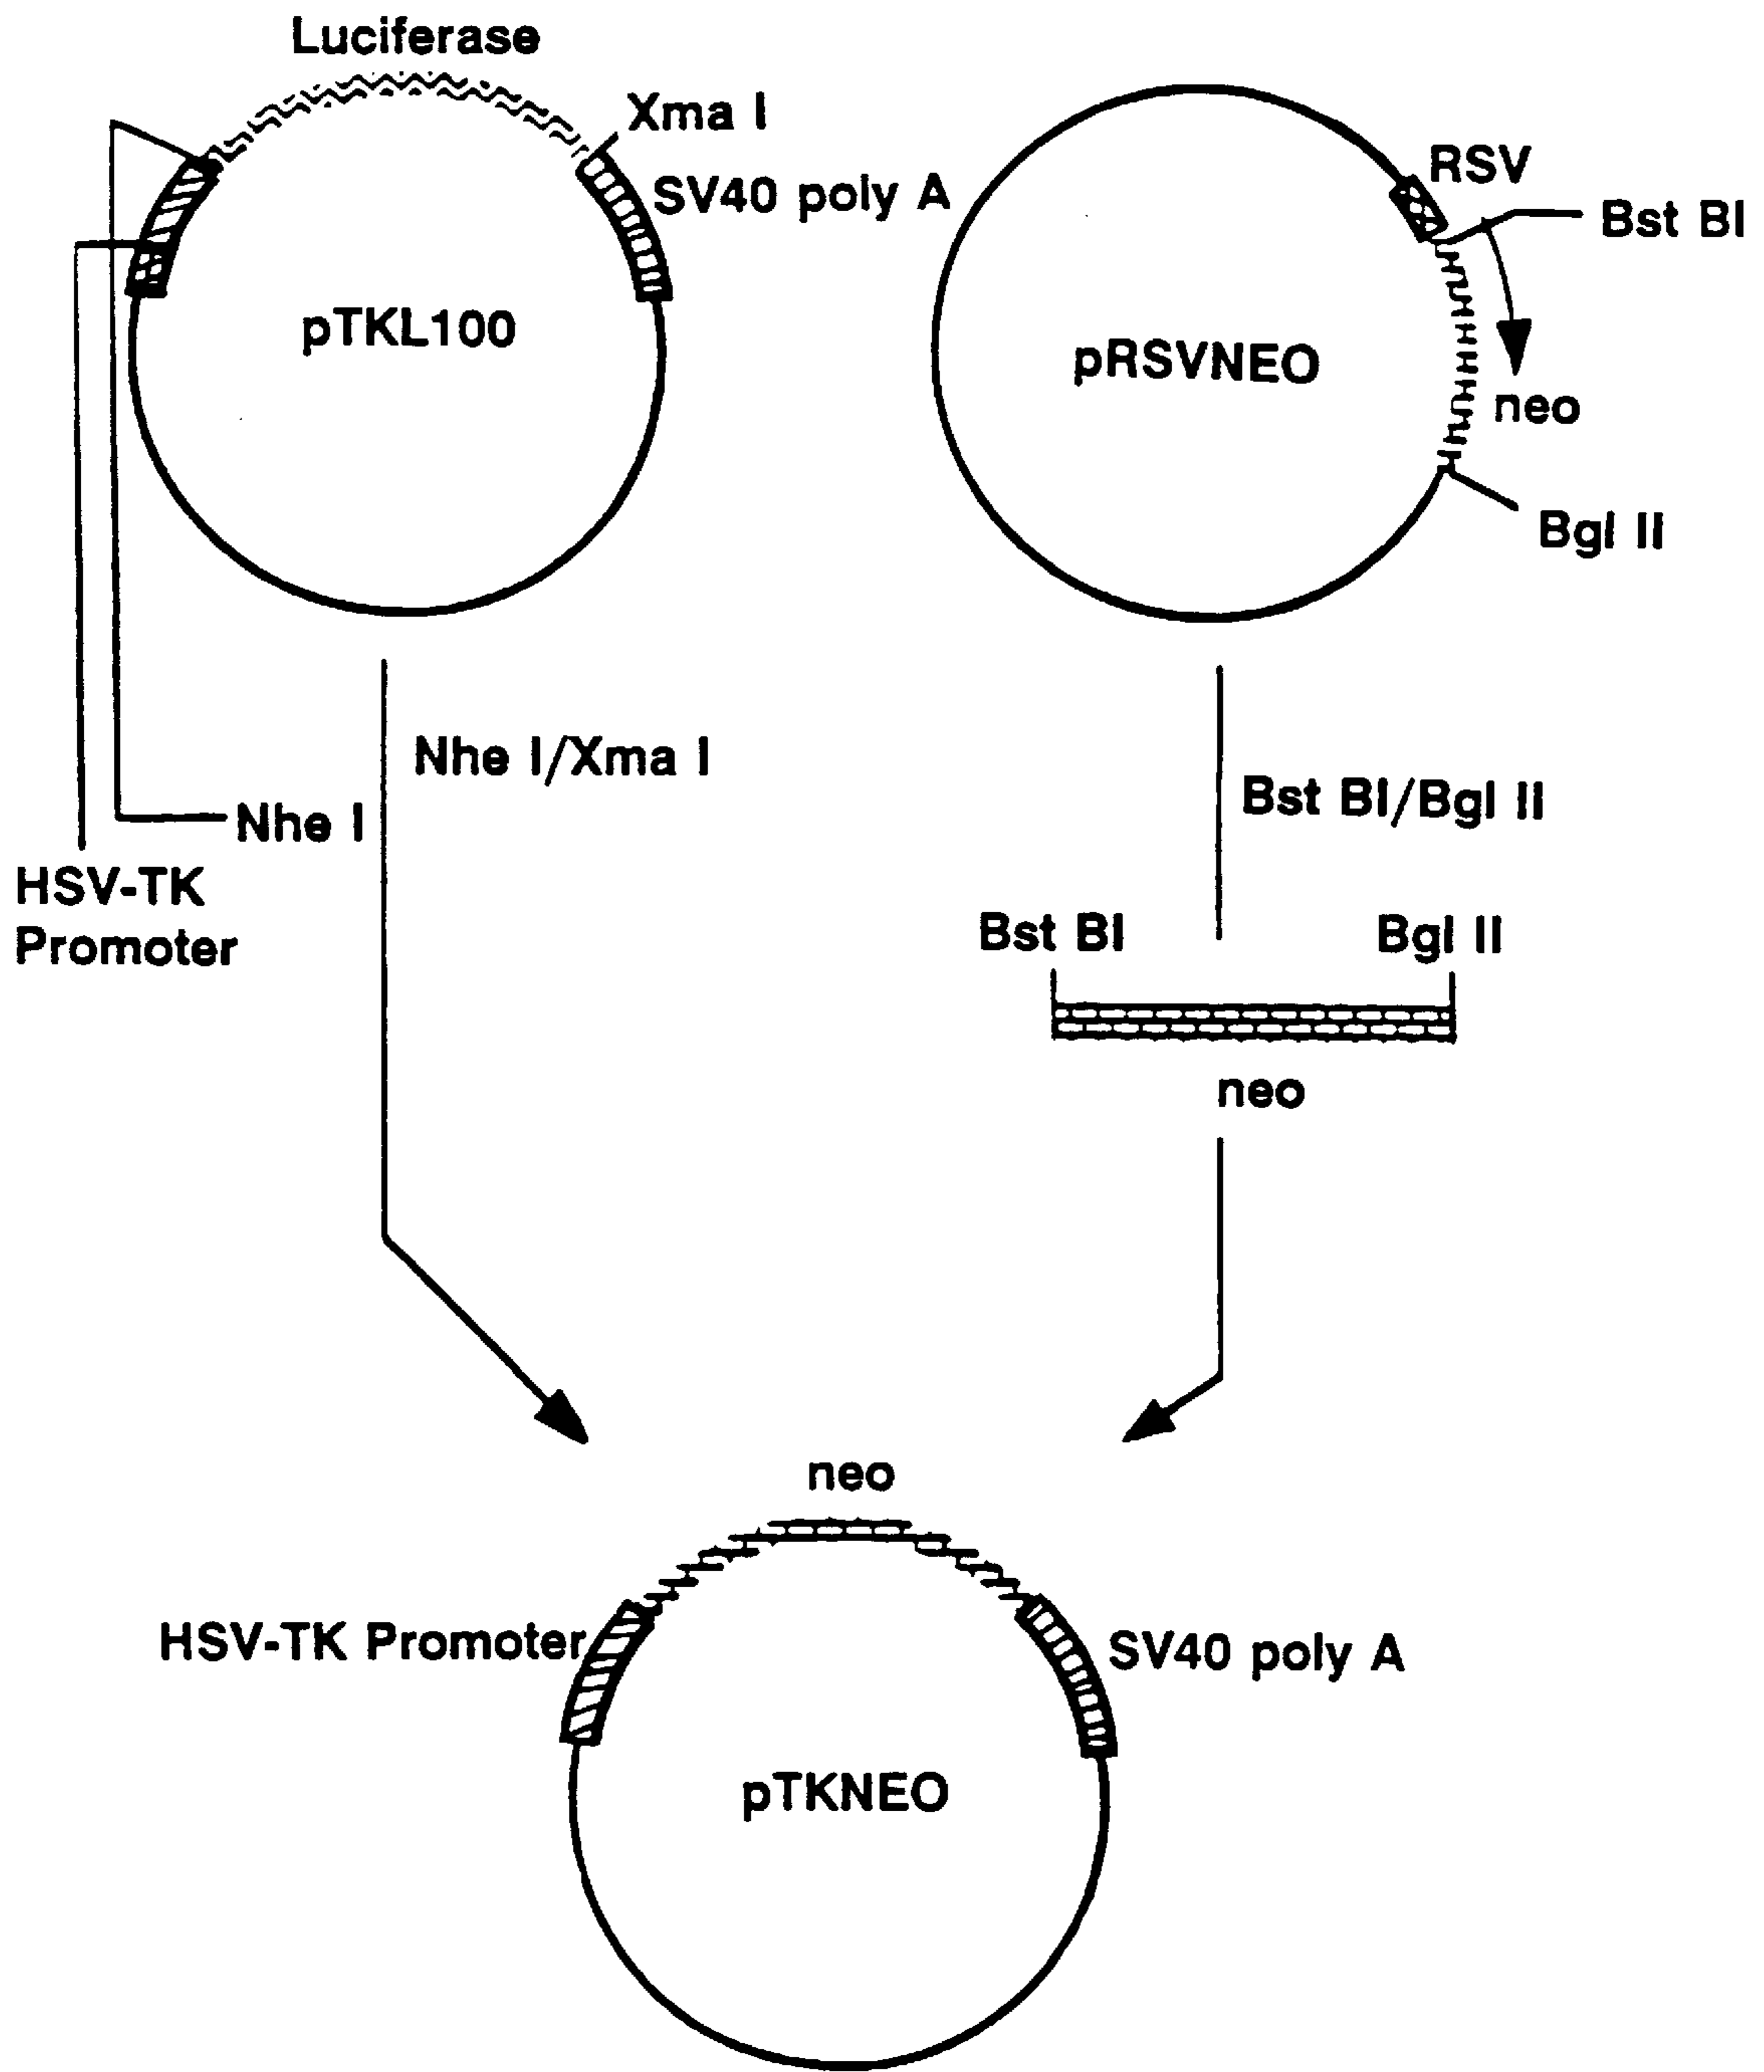 Luciferase
Xma I
SV40 poly A
pTKL100
Nhe I
HSV-TK
Promoter
RSV
Bst BI
pRSVNEO
neo
Bgl II
Nhe I/Xma I
Bst BI/Bgl II
Bst BI
Bgl II
neo
neo
HSV-TK Promoter
SV40 poly A
pTKNEO